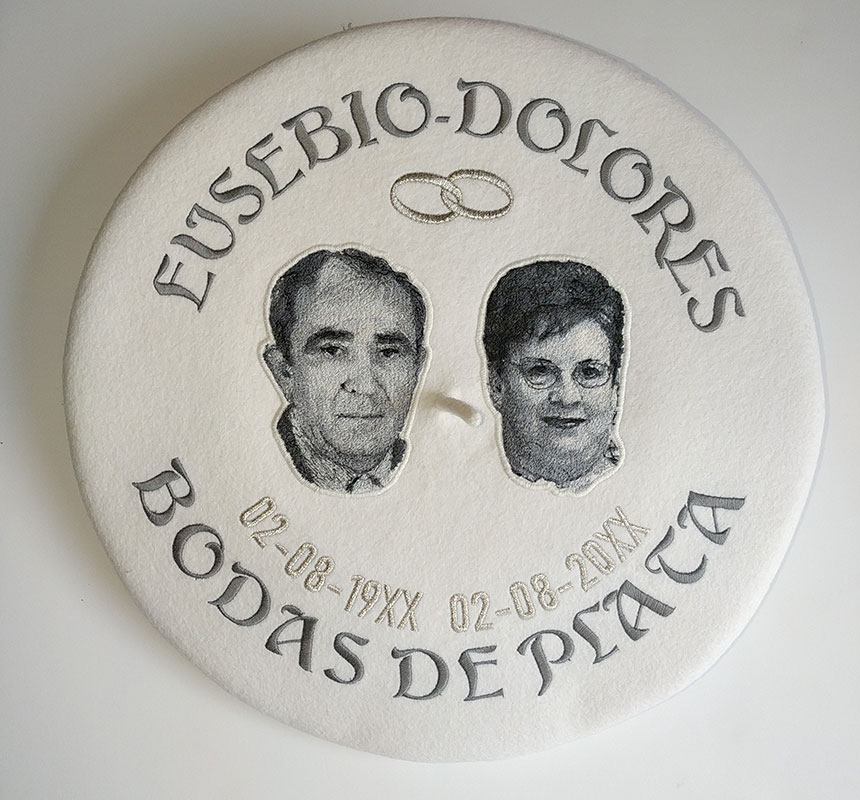 EUSEBIO-DOLORES
02-08-19XX 02-08-20XX
BODAS DE PLATA